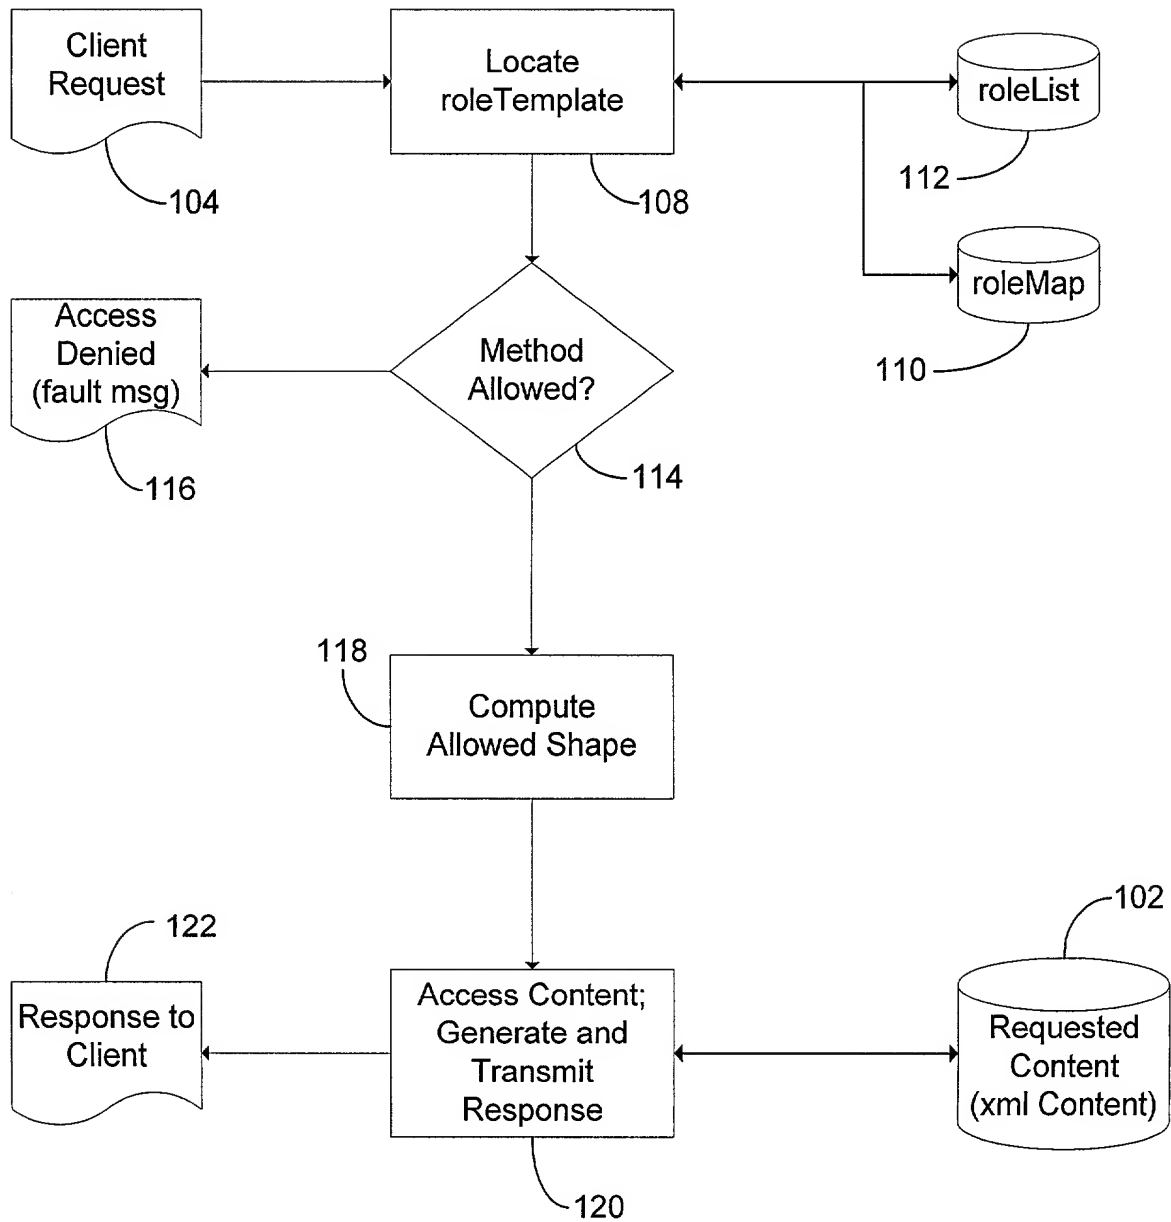 Client
Request
104
Locate
roleTemplate
108
roleList
112
roleMap
110
Access
Denied
(fault msg)
116
Method
Allowed?
114
118
Compute
Allowed Shape
122
Response to
Client
Access Content;
Generate and
Transmit
Response
120
102
Requested
Content
(xml Content)